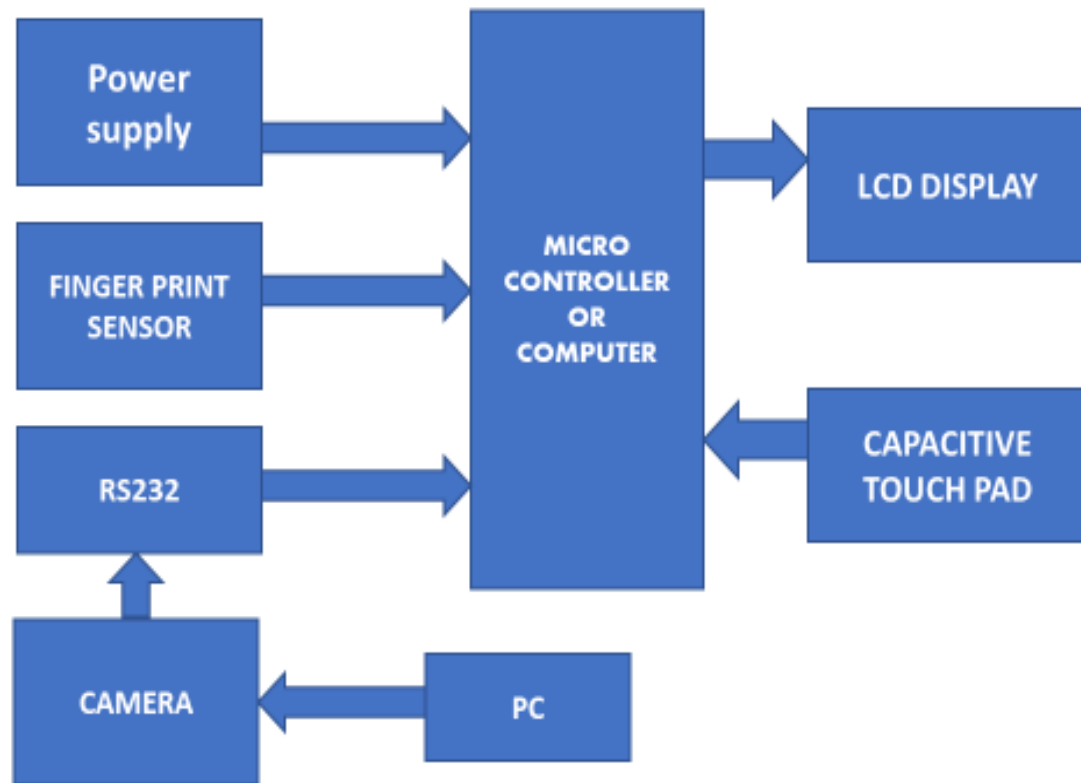 Power
supply
FINGER PRINT
SENSOR
RS232
CAMERA
PC
MICRO
CONTROLLER
OR
COMPUTER
LCD DISPLAY
CAPACITIVE
TOUCH PAD